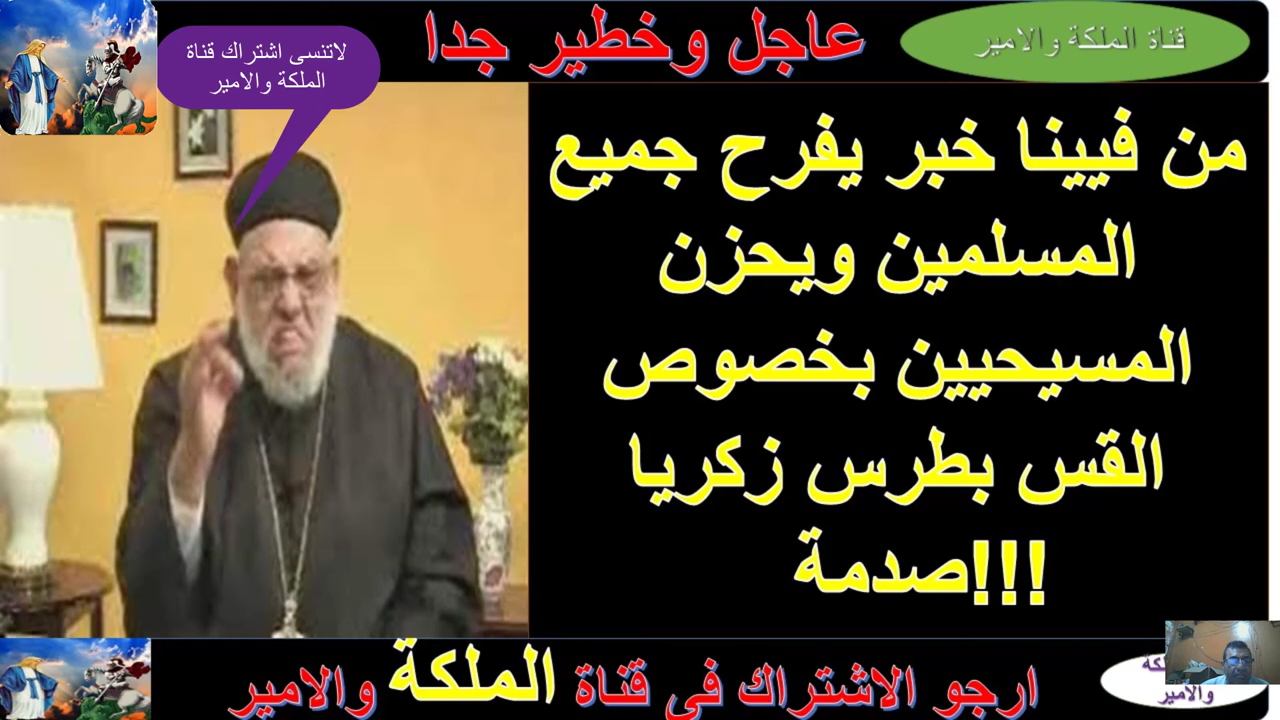 قناة الملكة والامير
عاجل وخطير جدا
لاتنسى اشتراك قناة
الملكة والامير
من فيينا خبر يفرح جميع
المسلمين ويحزن
المسيحيين بخصوص
القس بطرس زكريا
صدمة!!!
ارجو الاشتراك فى قناة الملكة والامير
والامير